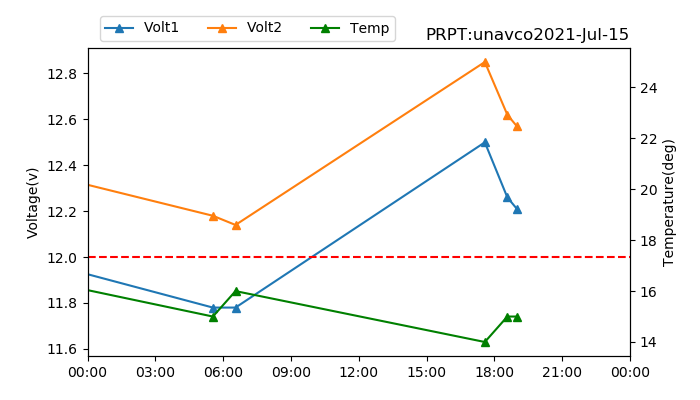 Volt1 Volt2 Temp
PRPT:unavco2021-Jul-15
12.8
12.6
12.4
12.2
12.0
11.8
11.6
Voltage(v)
24
22
20
18
16
14
Temperature(deg)
00:00 03:00 06:00 09:00 12:00 15:00 18:00 21:00 00:00